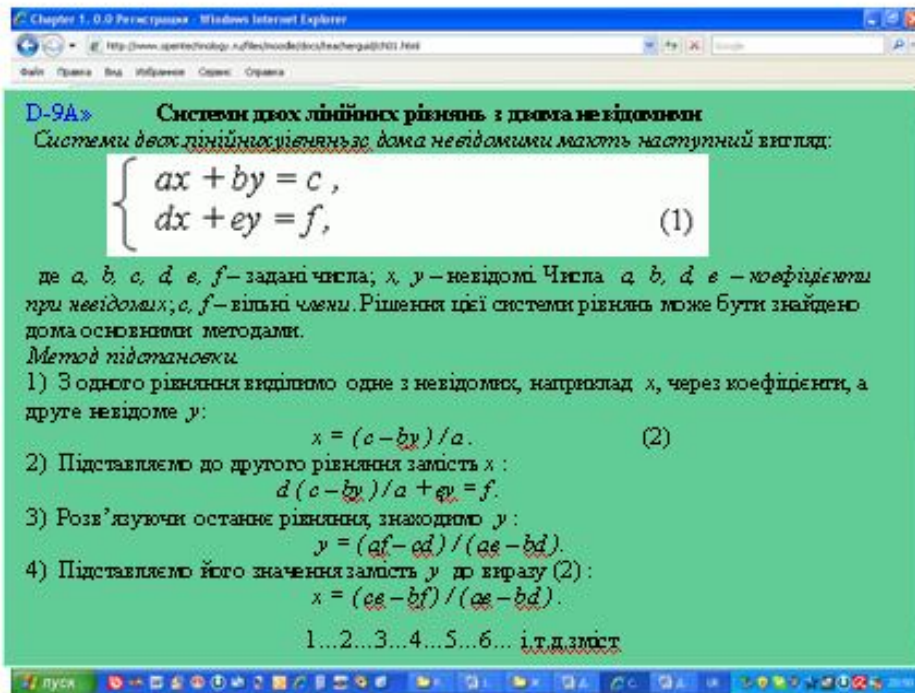 Chapter 1. 0.0 Регистрация - Windows Internet Explorer
Файл Правка Вид Избранное Сервис Справка
D-9A» Системи двох лінійних рівнянь з двома невідомими
Системи двох лінійних рівнянь із дома невідомими мають наступний вигляд:
ax + by = c ,
dx + ey = f, (1)
де a, b, c, d, e, f – задані числа; x, y – невідомі. Числа a, b, d, e – коефіцієнти
при невідомих; c, f – вільні члени. Рішення цієї системи рівнянь може бути знайдено
дома основними методами.
Метод підстановки.
1) З одного рівняння виділимо одне з невідомих, наприклад x, через коефіцієнти, а
друге невідоме y:
x = (c – by) / a . (2)
2) Підставляємо до другого рівняння замість x :
d ( c – by ) / a + ey = f.
3) Розв’язуючи останнє рівняння, знаходимо y :
y = (af – cd) / (ae – bd).
4) Підставляємо його значення замість y до виразу (2) :
x = (ce – bf) / (ae – bd) .
1...2...3...4...5...6... і.т.д.зміст
пуск